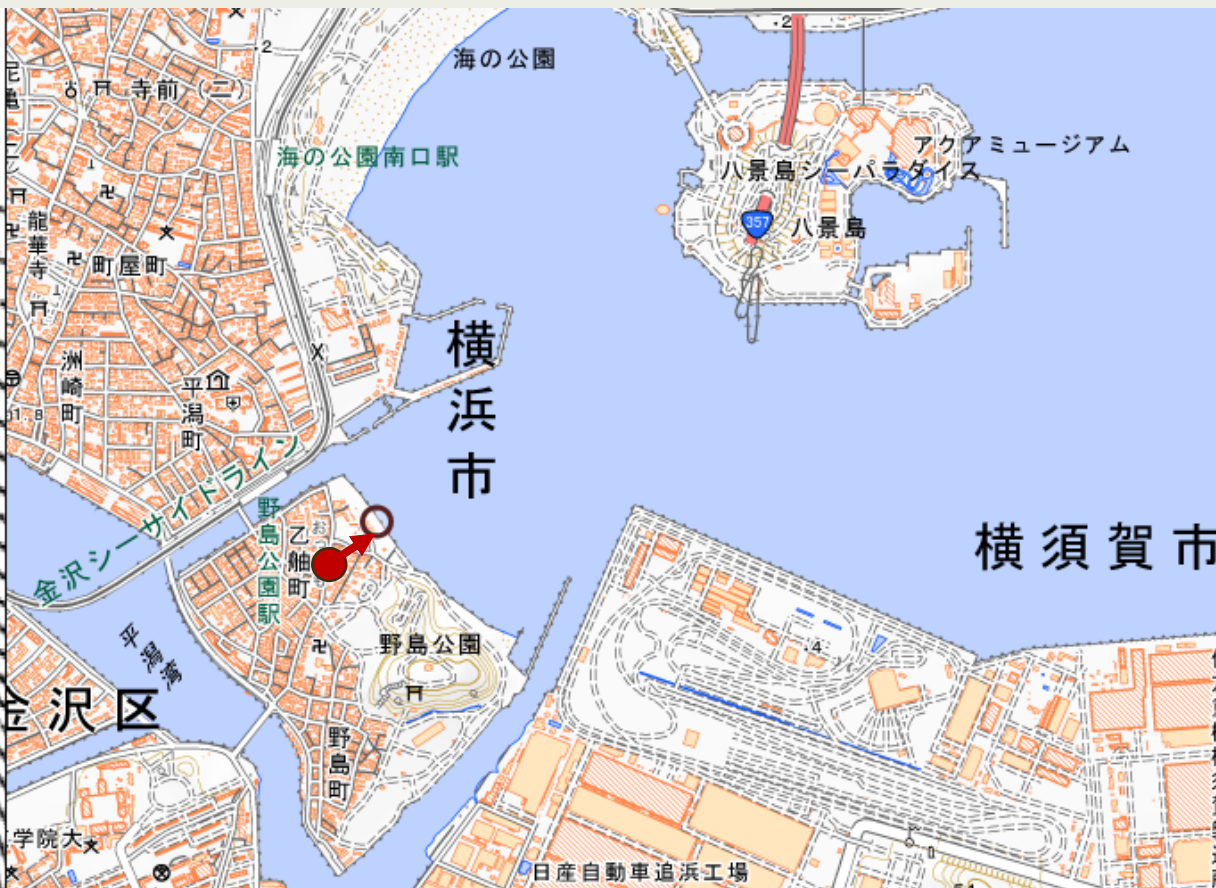 海の公園
寺前(二)
海の公園南口駅
龍華寺
町屋町
洲崎町
平潟町
金沢シーサイドライン
野島公園駅
乙舳町
平潟湾
金沢区
野島公園
野島町
学院大
横浜市
アクアミュージアム
八景島シーパラダイス
357
八景島
横須賀市
日産自動車追浜工場
2
1.8
.2
.4